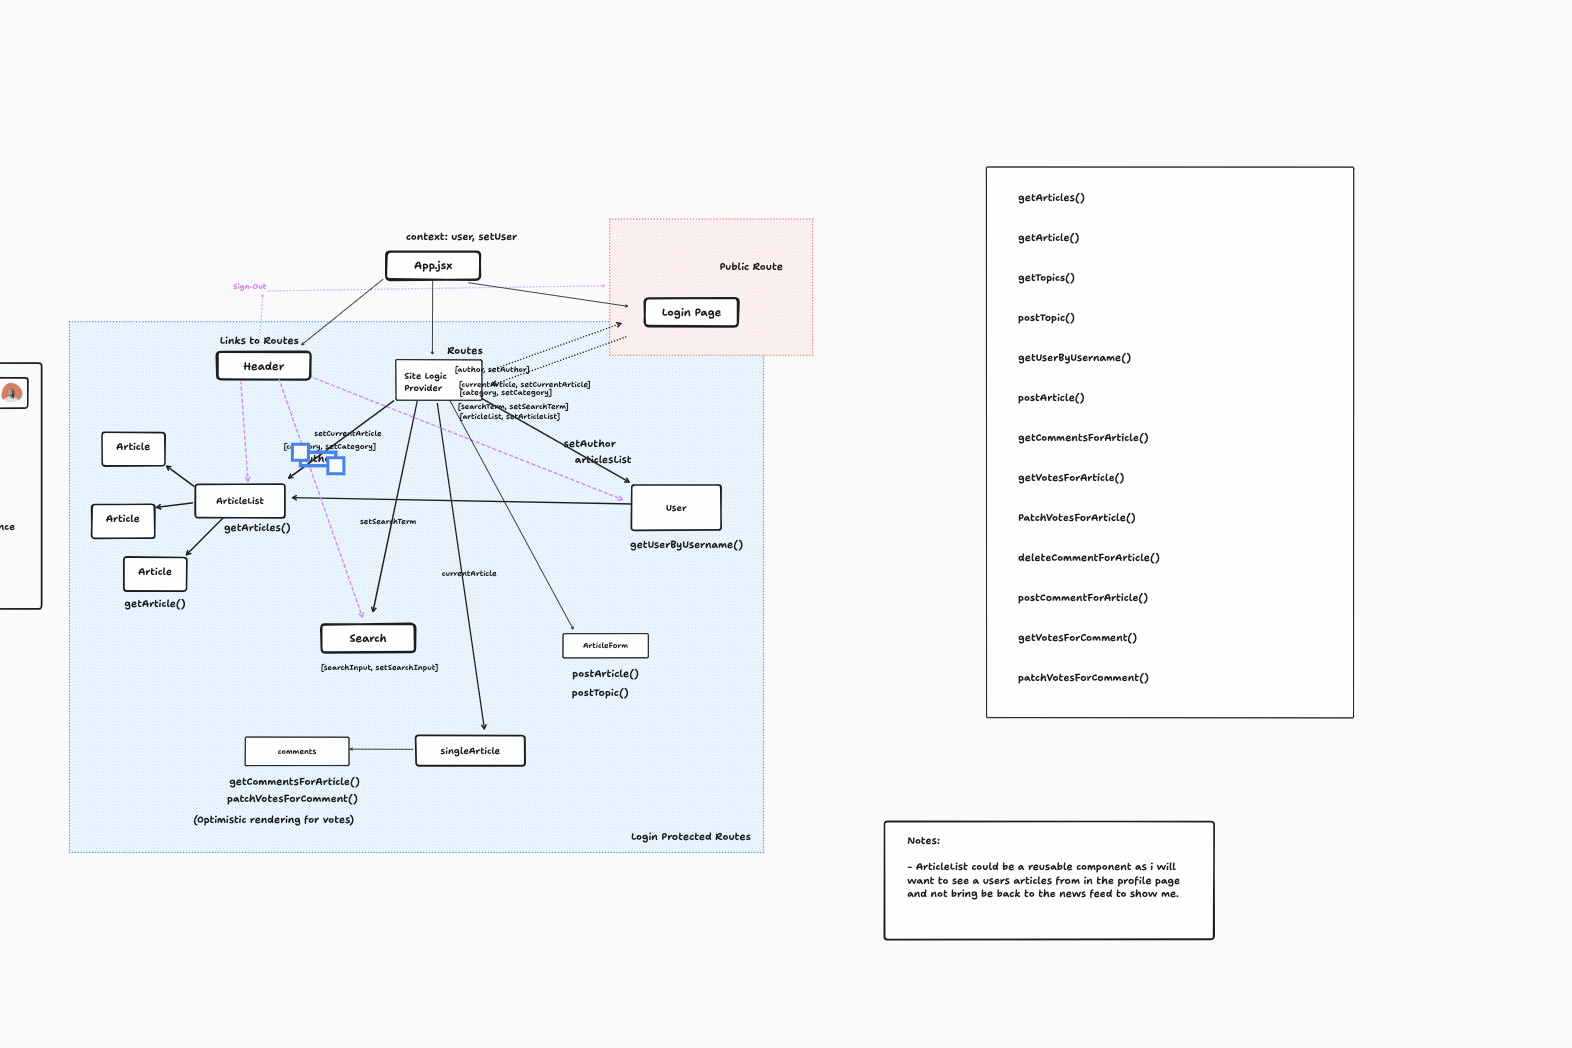 context: user, setUser
App.jsx
Public Route
Sign-Out
Login Page
Links to Routes
Header
Routes
Site Logic
Provider
[author, setAuthor]
[currentArticle, setCurrentArticle]
[category, setCategory]
[searchTerm, setSearchTerm]
[articleList, setArticleList]
setCurrentArticle
setCategory]
setAuthor
articlesList
Article
ArticleList
getArticles()
Article
Article
getArticle()
User
getUserByUsername()
setSearchTerm
currentArticle
Search
[searchInput, setSearchInput]
ArticleForm
postArticle()
postTopic()
comments
singleArticle
getCommentsForArticle()
patchVotesForComment()
(Optimistic rendering for votes)
Login Protected Routes
getArticles()
getArticle()
getTopics()
postTopic()
getUserByUsername()
postArticle()
getCommentsForArticle()
getVotesForArticle()
PatchVotesForArticle()
deleteCommentForArticle()
postCommentForArticle()
getVotesForComment()
patchVotesForComment()
Notes:
- ArticleList could be a reusable component as i will
want to see a users articles from in the profile page
and not bring be back to the news feed to show me.